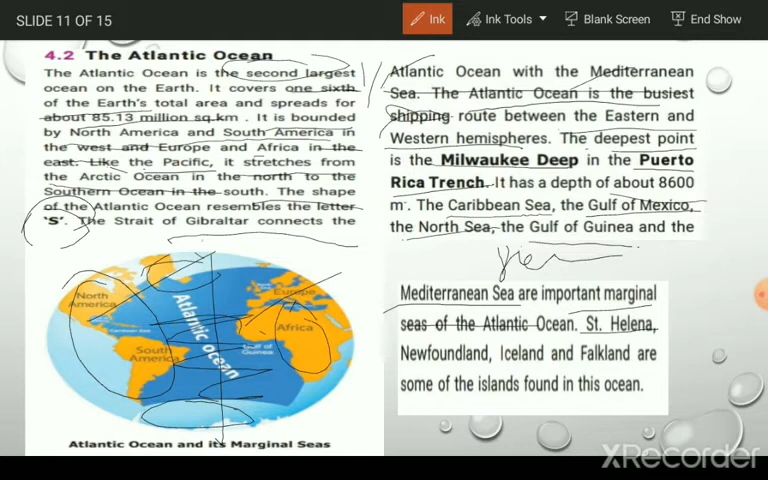 SLIDE 11 OF 15
Ink
Ink Tools
Blank Screen
End Show
4.2 The Atlantic Ocean
The Atlantic Ocean is the second largest
ocean on the Earth. It covers one sixth
of the Earth's total area and spreads for
about 85.13 million sq.km . It is bounded
by North America and South America in
the west and Europe and Africa in the
east. Like the Pacific, it stretches from
the Arctic Ocean in the north to the
Southern Ocean in the south. The shape
of the Atlantic Ocean resembles the letter
'S'. The Strait of Gibraltar connects the
North
America
Europe
Caribbean Sea
Atlantic Ocean
Africa
Gulf of
Guinea
South
America
Atlantic Ocean and its Marginal Seas
Atlantic Ocean with the Mediterranean
Sea. The Atlantic Ocean is the busiest
shipping route between the Eastern and
Western hemispheres. The deepest point
is the Milwaukee Deep in the Puerto
Rica Trench. It has a depth of about 8600
m. The Caribbean Sea, the Gulf of Mexico,
the North Sea, the Gulf of Guinea and the
Mediterranean Sea are important marginal
seas of the Atlantic Ocean. St. Helena,
Newfoundland, Iceland and Falkland are
some of the islands found in this ocean.
XRecorder